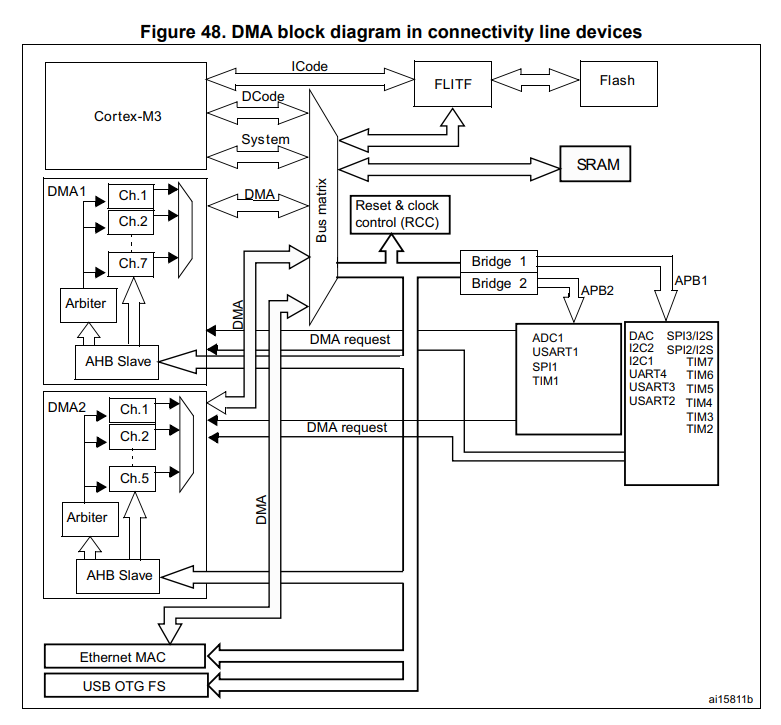 Figure 48. DMA block diagram in connectivity line devices
Cortex-M3
ICode
DCode
System
FLITF
Flash
SRAM
Bus matrix
DMA1
Ch.1
Ch.2
Ch.7
Arbiter
AHB Slave
DMA
Reset & clock
control (RCC)
Bridge 1
Bridge 2
APB2
APB1
DMA
DMA request
ADC1
USART1
SPI1
TIM1
DAC
I2C2
I2C1
UART4
USART3
USART2
SPI3/I2S
SPI2/I2S
TIM7
TIM6
TIM5
TIM4
TIM3
TIM2
DMA2
Ch.1
Ch.2
Ch.5
Arbiter
AHB Slave
DMA request
DMA
Ethernet MAC
USB OTG FS
ai15811b